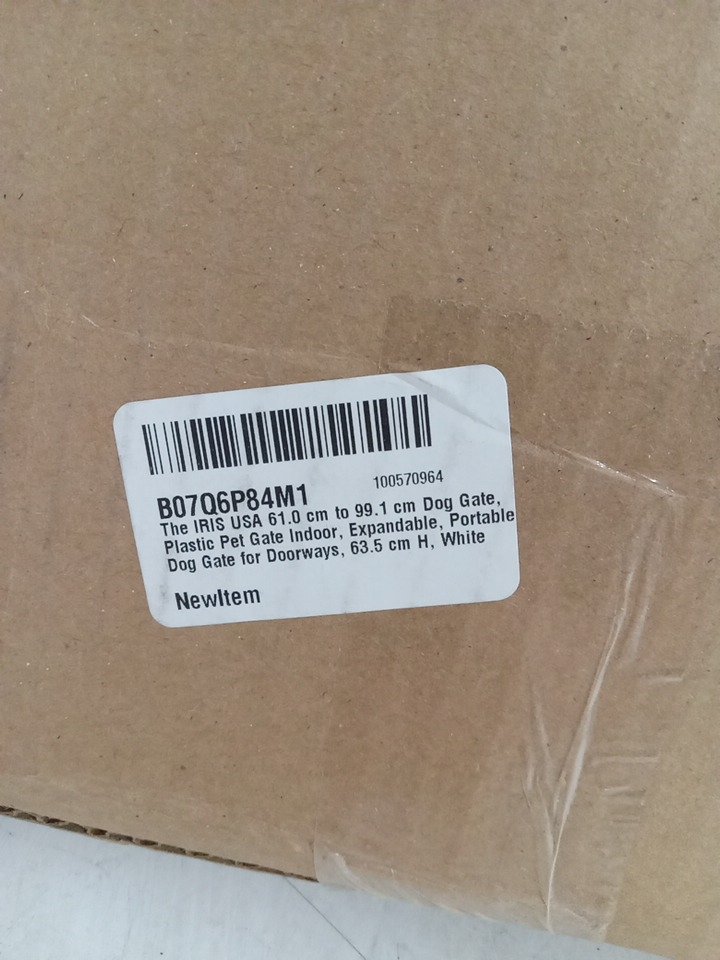 B07Q6P84M1 100570964
The IRIS USA 61.0 cm to 99.1 cm Dog Gate,
Plastic Pet Gate Indoor, Expandable, Portable
Dog Gate for Doorways, 63.5 cm H, White
NewItem